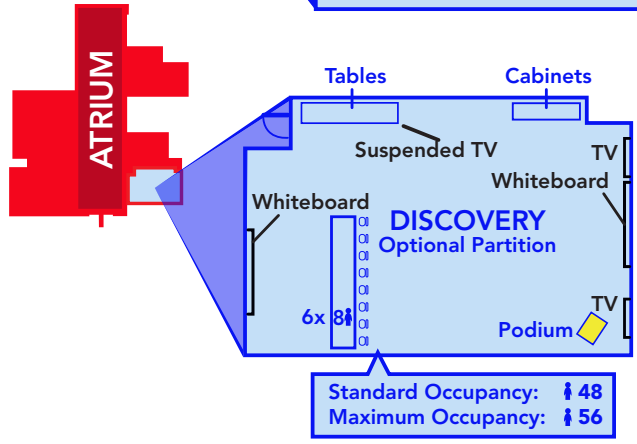 ATRIUM
Tables
Cabinets
Suspended TV
TV
Whiteboard
Whiteboard
DISCOVERY
Optional Partition
6x 8
TV
Podium
Standard Occupancy: 48
Maximum Occupancy: 56